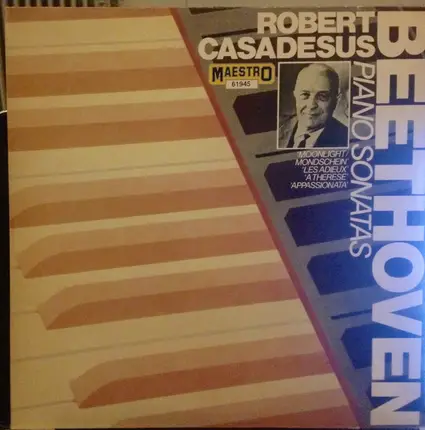 ROBERT
CASADESUS
MAESTRO
61945
'MOONLIGHT/
MONDSCHEIN'
'LES ADIEUX'
'A THERESE'
'APPASSIONATA'
PIANO SONATAS
BEETHOVEN